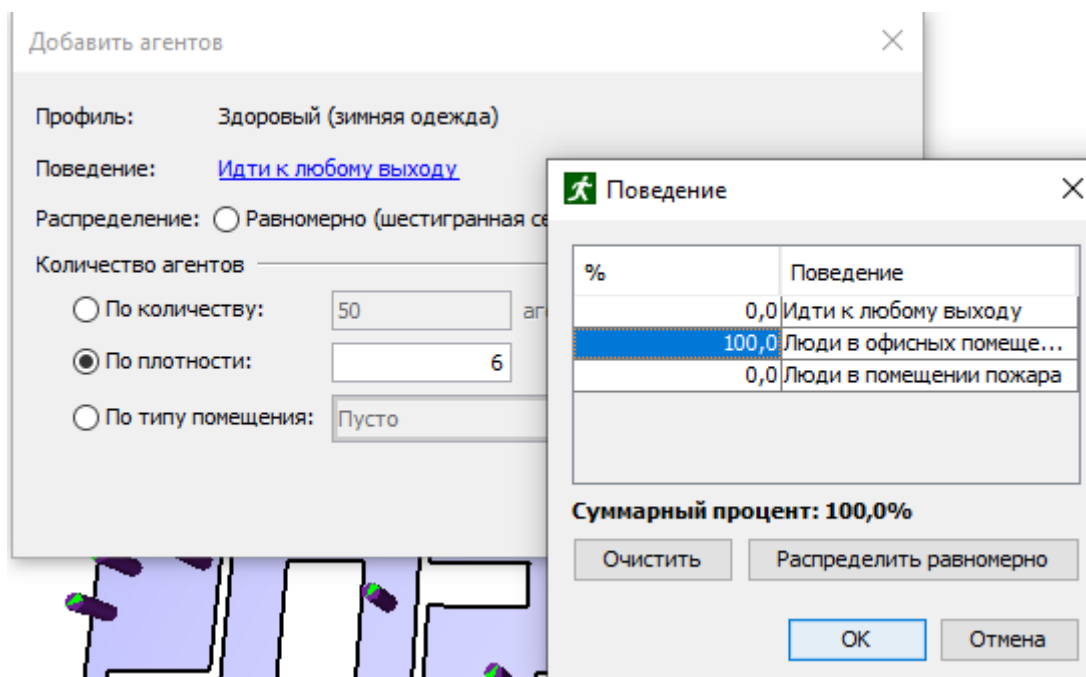 Добавить агентов
Профиль: Здоровый (зимняя одежда)
Поведение: Идти к любому выходу
Распределение: Равномерно (шестигранная се
Количество агентов
По количеству: 50 аге
По плотности: 6
По типу помещения: Пусто
Поведение
% Поведение
0,0 Идти к любому выходу
100,0 Люди в офисных помеще...
0,0 Люди в помещении пожара
Суммарный процент: 100,0%
Очистить Распределить равномерно
ОК Отмена